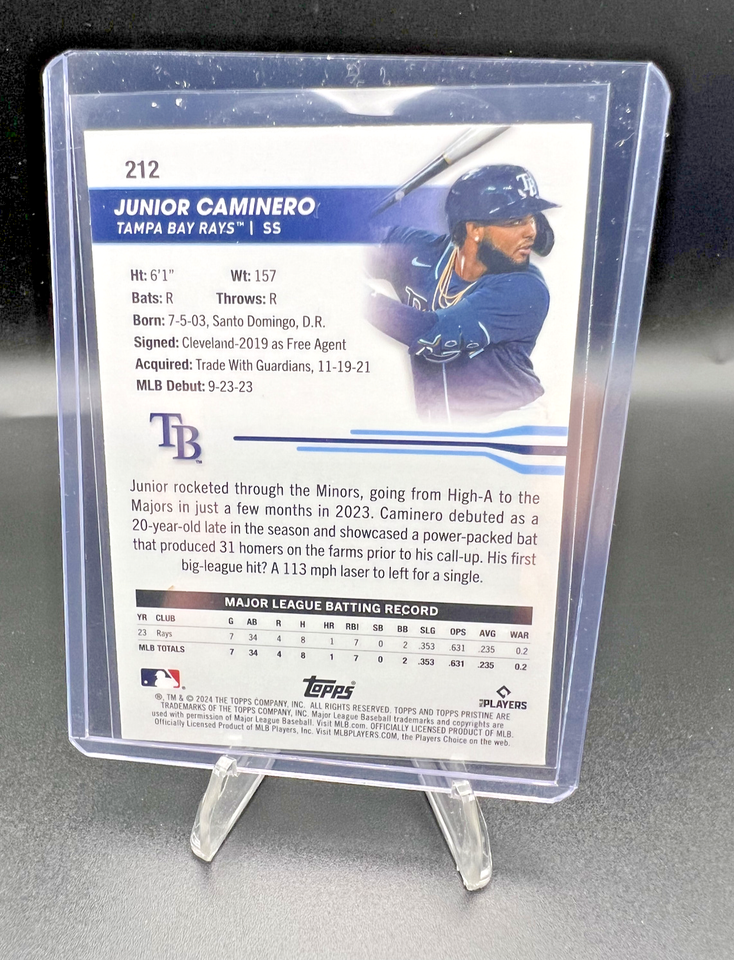 212
JUNIOR CAMINERO
TAMPA BAY RAYS™ | SS
TB
Ht: 6'1" Wt: 157
Bats: R Throws: R
Born: 7-5-03, Santo Domingo, D.R.
Signed: Cleveland-2019 as Free Agent
Acquired: Trade With Guardians, 11-19-21
MLB Debut: 9-23-23
TB™
Junior rocketed through the Minors, going from High-A to the
Majors in just a few months in 2023. Caminero debuted as a
20-year-old late in the season and showcased a power-packed bat
that produced 31 homers on the farms prior to his call-up. His first
big-league hit? A 113 mph laser to left for a single.
MAJOR LEAGUE BATTING RECORD
YR CLUB G AB R H HR RBI SB BB SLG OPS AVG WAR
23 Rays 7 34 4 8 1 7 0 2 .353 .631 .235 0.2
MLB TOTALS 7 34 4 8 1 7 0 2 .353 .631 .235 0.2
topps®
PLAYERS
®, TM & © 2024 THE TOPPS COMPANY, INC. ALL RIGHTS RESERVED. TOPPS AND TOPPS PRISTINE ARE
TRADEMARKS OF THE TOPPS COMPANY, INC. Major League Baseball trademarks and copyrights are
used with permission of Major League Baseball. Visit MLB.com. OFFICIALLY LICENSED PRODUCT OF MLB.
Officially Licensed Product of MLB Players, Inc. Visit MLBPLAYERS.COM, the Players Choice on the web.